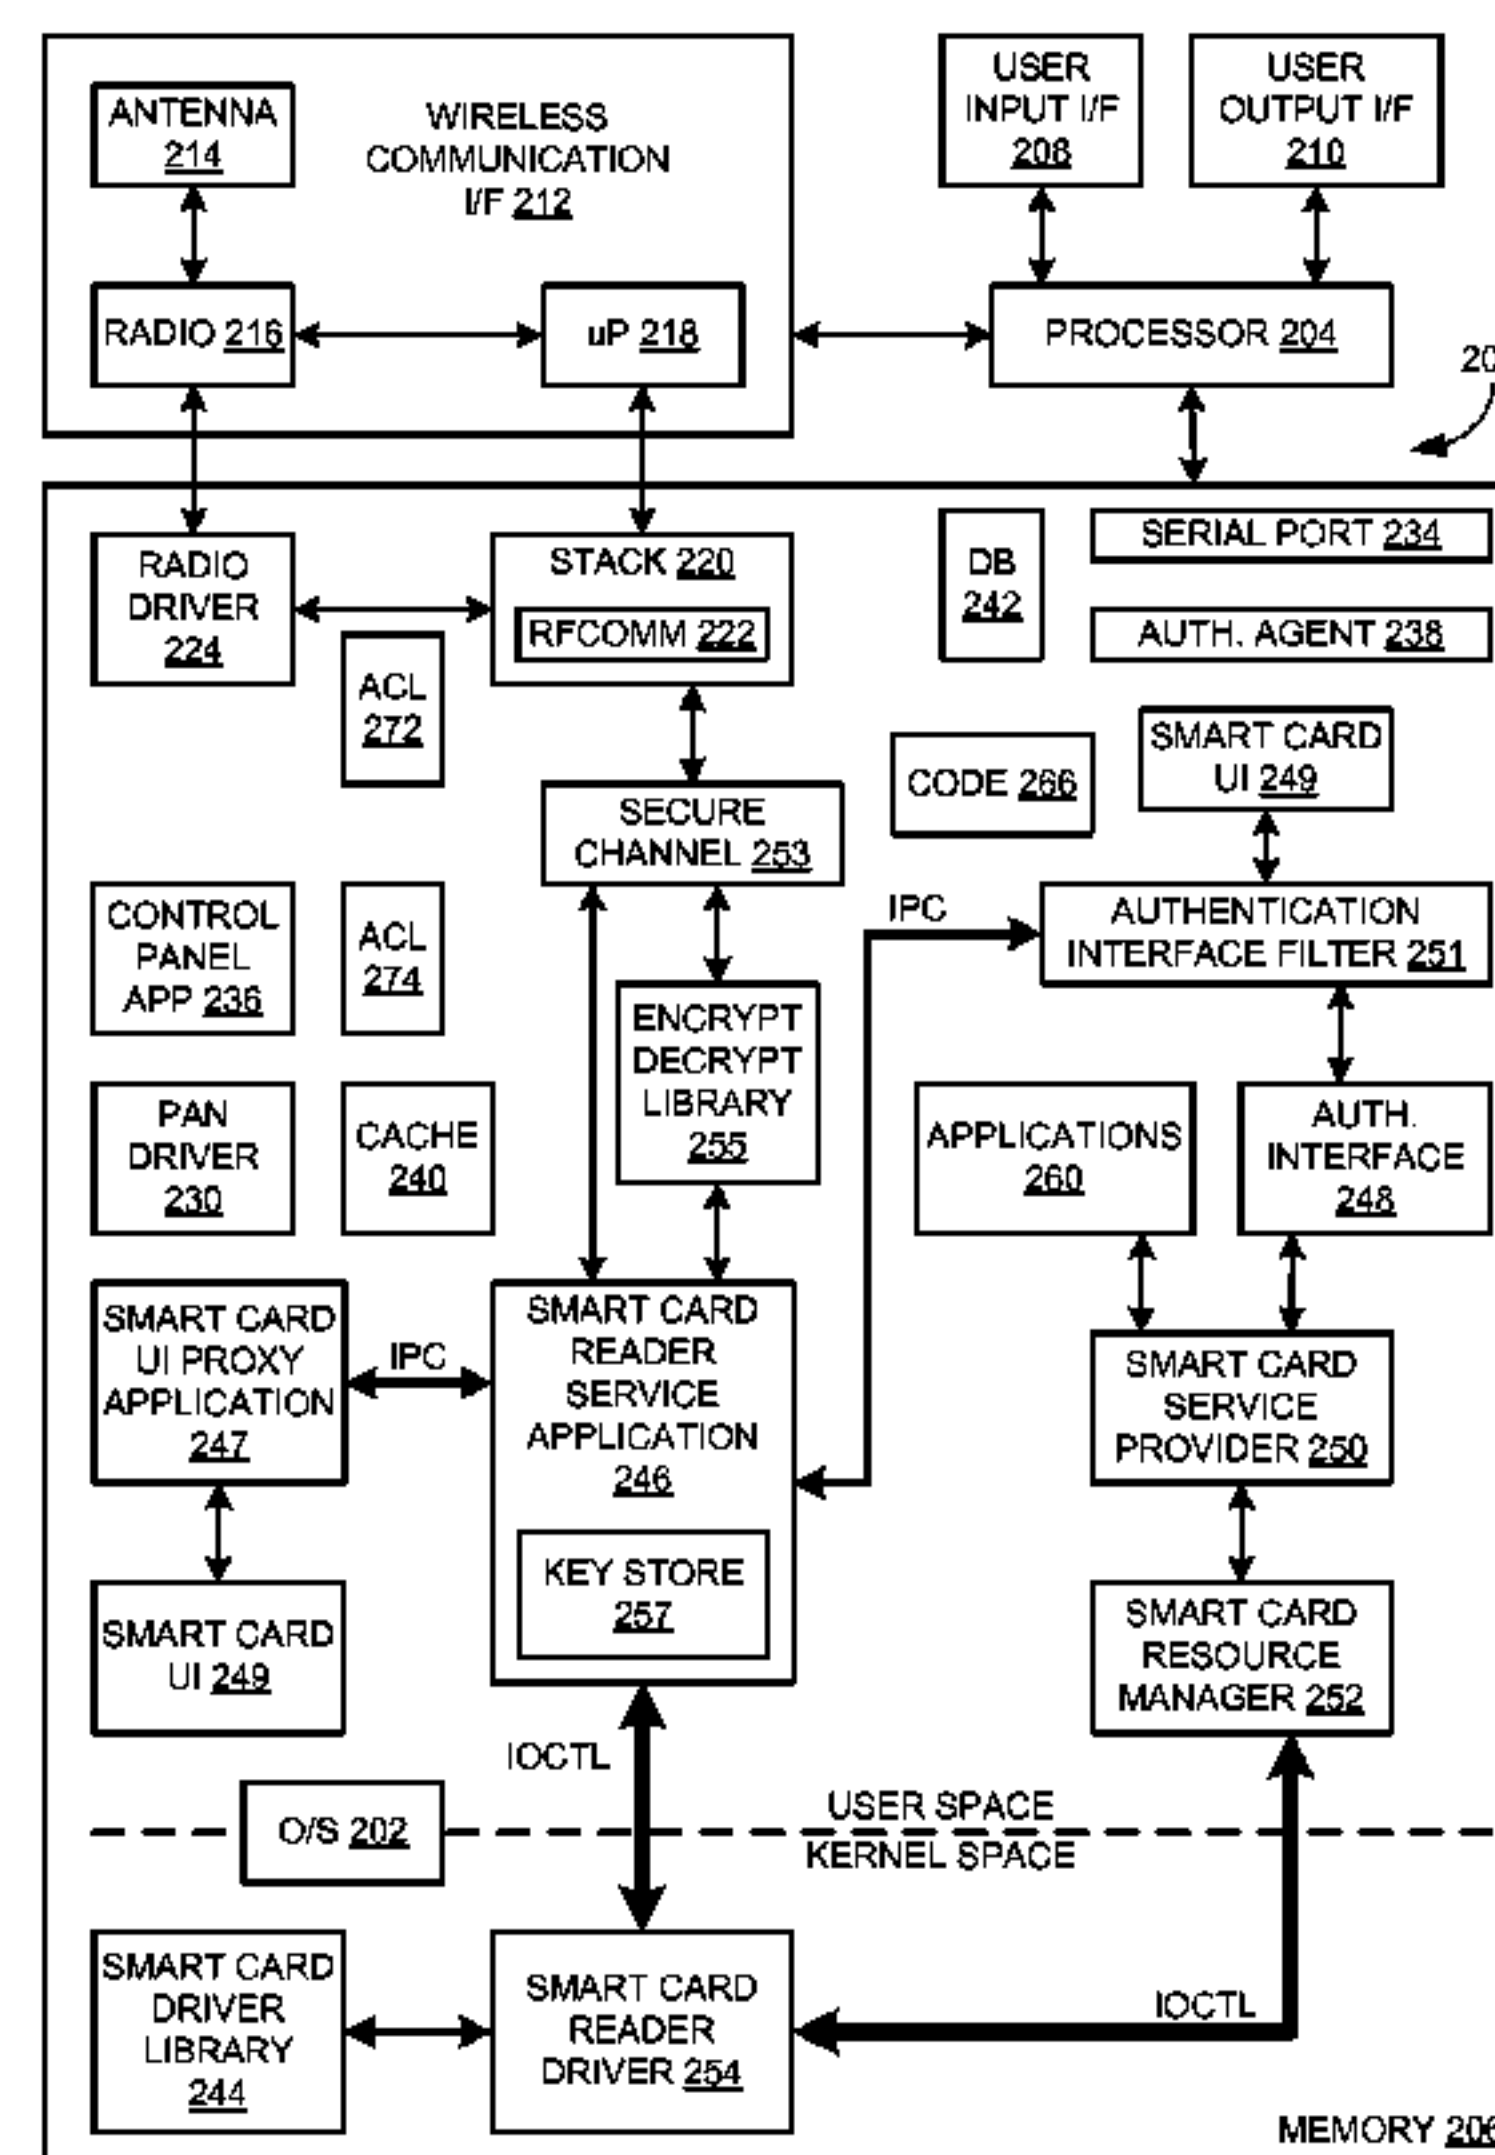 ANTENNA
214
WIRELESS
COMMUNICATION
I/F 212
USER
INPUT I/F
208
USER
OUTPUT I/F
210
RADIO 216
uP 218
PROCESSOR 204
20
RADIO
DRIVER
224
STACK 220
RFCOMM 222
DB
242
SERIAL PORT 234
AUTH. AGENT 238
ACL
272
CODE 266
SMART CARD
UI 249
SECURE
CHANNEL 253
CONTROL
PANEL
APP 236
ACL
274
IPC
AUTHENTICATION
INTERFACE FILTER 251
ENCRYPT
DECRYPT
LIBRARY
255
PAN
DRIVER
230
CACHE
240
APPLICATIONS
260
AUTH.
INTERFACE
248
SMART CARD
UI PROXY
APPLICATION
247
IPC
SMART CARD
READER
SERVICE
APPLICATION
246
KEY STORE
257
SMART CARD
SERVICE
PROVIDER 250
SMART CARD
UI 249
SMART CARD
RESOURCE
MANAGER 252
IOCTL
O/S 202
USER SPACE
KERNEL SPACE
SMART CARD
DRIVER
LIBRARY
244
SMART CARD
READER
DRIVER 254
IOCTL
MEMORY 206